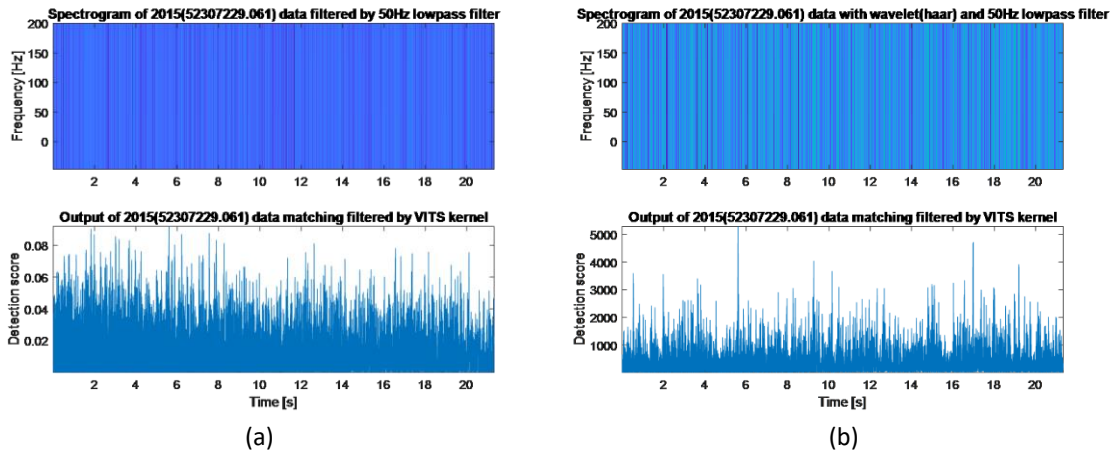 Spectrogram of 2015(52307229.061) data filtered by 50Hz lowpass filter
200
150
100
50
0
Frequency [Hz]
2 4 6 8 10 12 14 16 18 20
Output of 2015(52307229.061) data matching filtered by VITS kernel
0.08
0.06
0.04
0.02
Detection score
2 4 6 8 10 12 14 16 18 20
Time [s]
(a)
Spectrogram of 2015(52307229.061) data with wavelet(haar) and 50Hz lowpass filter
200
150
100
50
0
Frequency [Hz]
2 4 6 8 10 12 14 16 18 20
Output of 2015(52307229.061) data matching filtered by VITS kernel
5000
4000
3000
2000
1000
Detection score
2 4 6 8 10 12 14 16 18 20
Time [s]
(b)